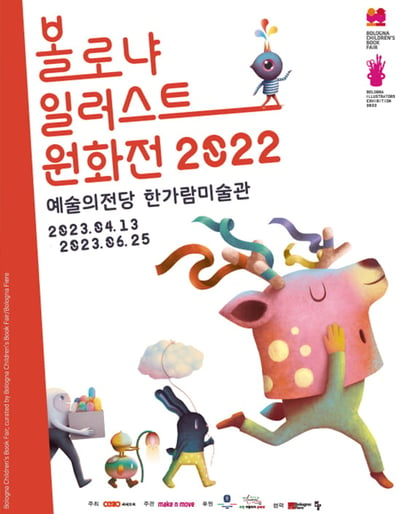 볼로냐
일러스트
원화전 2022
예술의전당 한가람미술관
2023.04.13
2023.06.25
BOLOGNA
CHILDREN'S
BOOK
FAIR
BOLOGNA
ILLUSTRATORS
EXHIBITION
2022
Bologna Children's Book Fair, curated by Bologna Children's Book Fair/Bologna Fiere
주최
주관 make n move
후원
협력 Bologna
Fiere